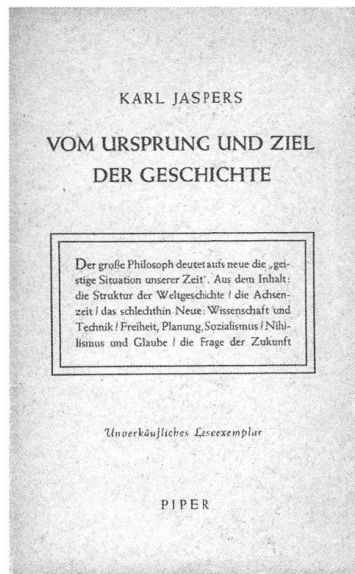 KARL JASPERS
VOM URSPRUNG UND ZIEL
DER GESCHICHTE
Der große Philosoph deutet aufs neue die „gei-
stige Situation unserer Zeit“. Aus dem Inhalt:
die Struktur der Weltgeschichte / die Achsen-
zeit / das schlechthin Neue: Wissenschaft und
Technik / Freiheit, Planung, Sozialismus / Nihi-
lismus und Glaube / die Frage der Zukunft
Unverkäufliches Leseexemplar
PIPER